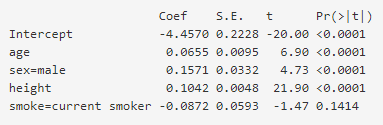 Coef S.E. t Pr(>|t|)
Intercept -4.4570 0.2228 -20.00 <0.0001
age 0.0655 0.0095 6.90 <0.0001
sex=male 0.1571 0.0332 4.73 <0.0001
height 0.1042 0.0048 21.90 <0.0001
smoke=current smoker -0.0872 0.0593 -1.47 0.1414